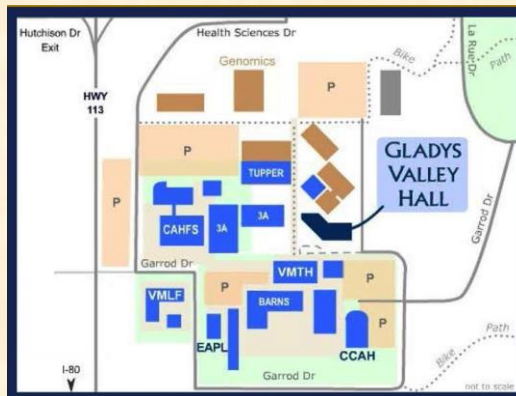 Hutchison Dr
Exit
Health Sciences Dr
La Rue Dr
Bike
Path
Genomics
HWY
113
P
P
P
TUPPER
GLADYS
VALLEY
HALL
CAHFS
3A
3A
Garrod Dr
Garrod Dr
VMTH
P
P
VMLF
BARNS
P
EAPL
CCAH
Path
Bike
I-80
Garrod Dr
not to scale